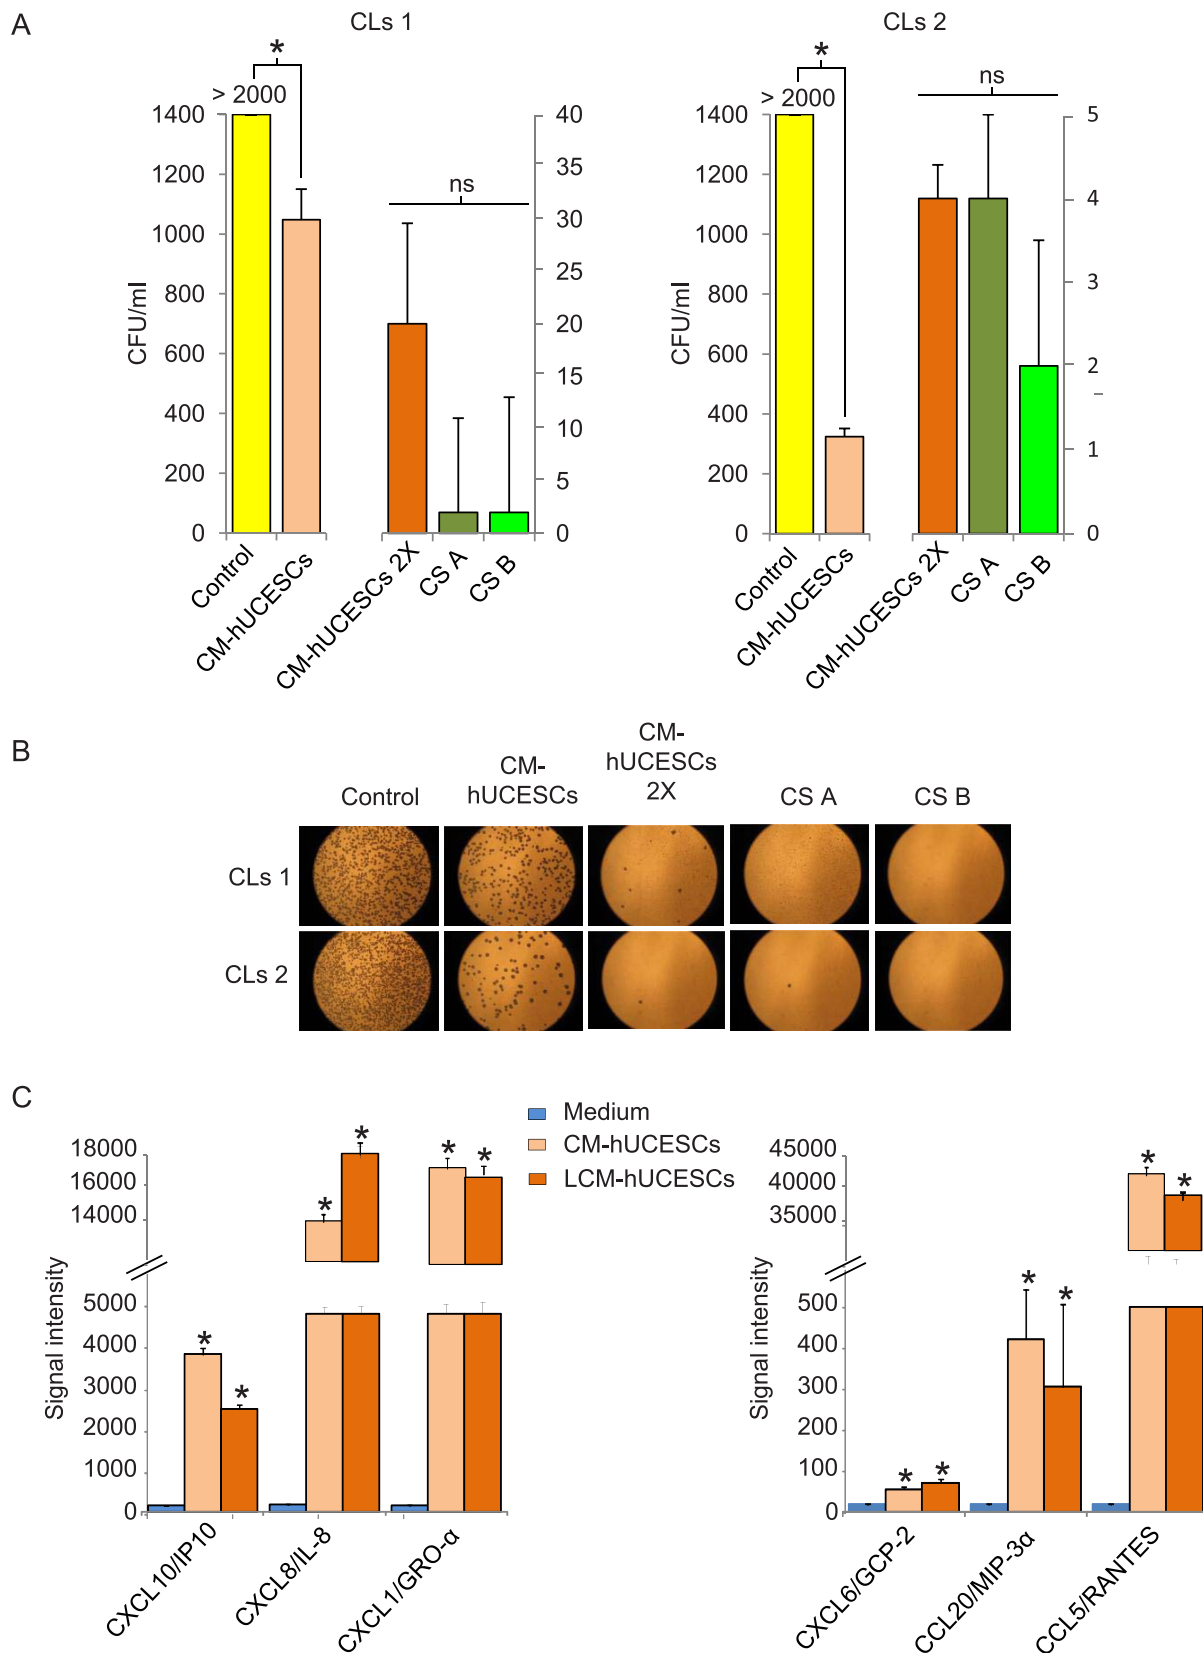 A
CLs 1
CLs 2
*
*
> 2000
> 2000
ns
ns
CFU/ml
1400
1200
1000
800
600
400
200
0
40
35
30
25
20
15
10
5
0
Control
CM-hUCESCs
CM-hUCESCs 2X
CS A
CS B
CFU/ml
1400
1200
1000
800
600
400
200
0
5
4
3
2
1
0
Control
CM-hUCESCs
CM-hUCESCs 2X
CS A
CS B
B
Control
CM-
hUCESCs
CM-
hUCESCs
2X
CS A
CS B
CLs 1
CLs 2
C
Medium
CM-hUCESCs
LCM-hUCESCs
Signal intensity
18000
16000
14000
5000
4000
3000
2000
1000
0
* * * * * *
CXCL10/IP10
CXCL8/IL-8
CXCL1/GRO-α
Signal intensity
45000
40000
35000
500
400
300
200
100
0
* * * * * *
CXCL6/GCP-2
CCL20/MIP-3α
CCL5/RANTES